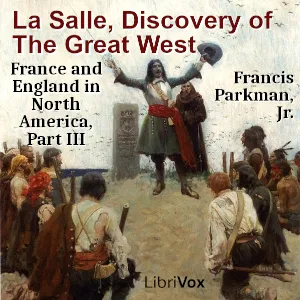 La Salle, Discovery of
The Great West
France and
England in
North
America,
Part III
Francis
Parkman,
Jr.
LibriVox